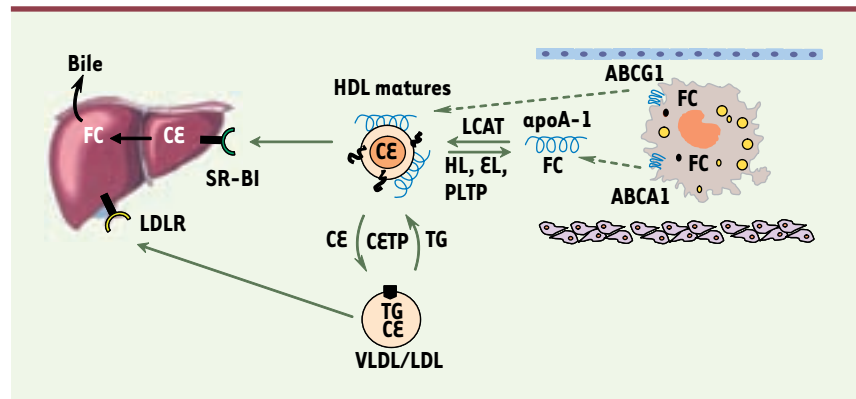 Bile
FC
CE
SR-BI
LDLR
HDL matures
CE
LCAT
HL, EL,
PLTP
apoA-1
FC
ABCG1
FC
FC
ABCA1
CE
CETP
TG
TG
CE
VLDL/LDL